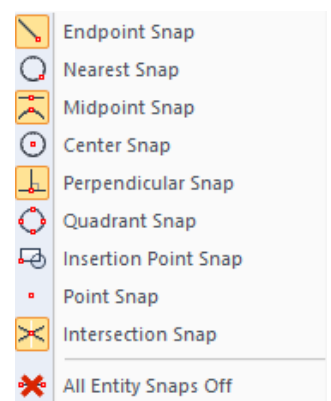 Endpoint Snap
Nearest Snap
Midpoint Snap
Center Snap
Perpendicular Snap
Quadrant Snap
Insertion Point Snap
Point Snap
Intersection Snap
All Entity Snaps Off